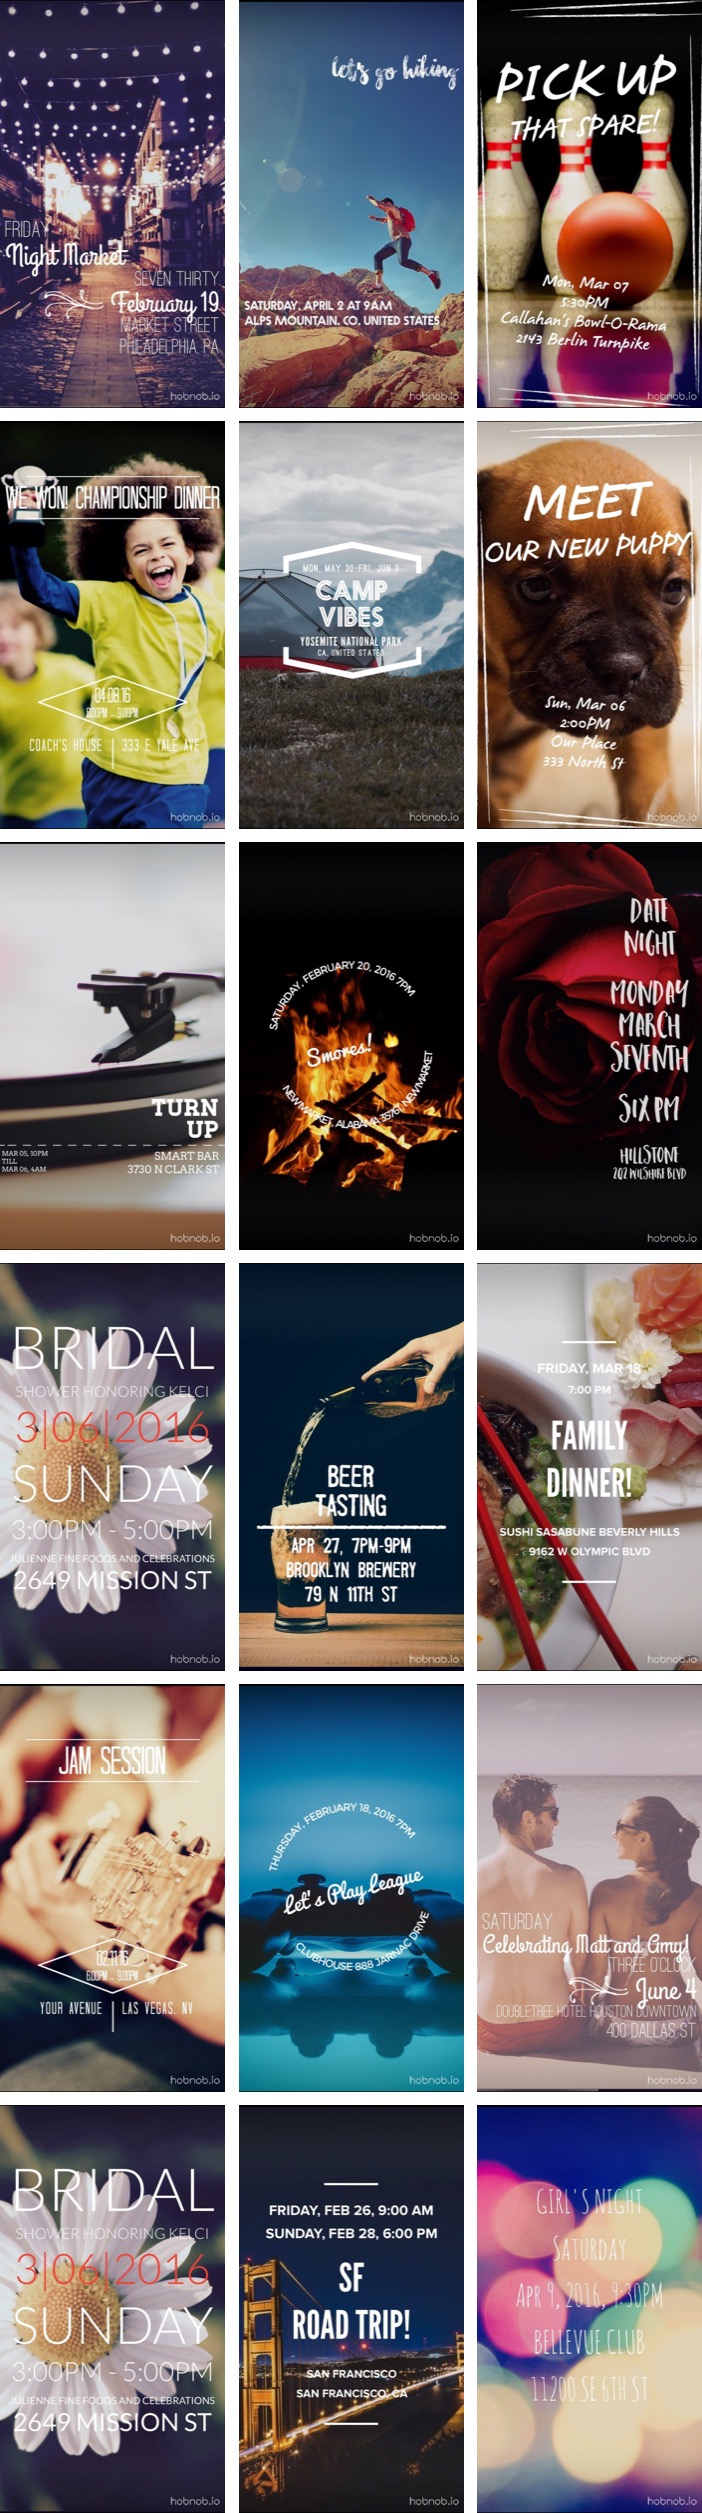 FRIDAY
Night Market
SEVEN THIRTY
February 19
MARKET STREET
PHILADELPHIA, PA
hobnob.io
let's go hiking
SATURDAY, APRIL 2 AT 9AM
ALPS MOUNTAIN, CO, UNITED STATES
hobnob.io
PICK UP
THAT SPARE!
Mon, Mar 07
5:30PM
Callahan's Bowl-O-Rama
2143 Berlin Turnpike
hobnob.io
WE WON! CHAMPIONSHIP DINNER
04.08.16
6:00PM - 9:00PM
COACH'S HOUSE | 333 E YALE AVE
hobnob.io
MON, MAY 30-FRI, JUN 3
CAMP
VIBES
YOSEMITE NATIONAL PARK
CA, UNITED STATES
hobnob.io
MEET
OUR NEW PUPPY
Sun, Mar 06
2:00PM
Our Place
333 North St
hobnob.io
TURN
UP
MAR 05, 10PM
TILL
MAR 06, 4AM
SMART BAR
3730 N CLARK ST
hobnob.io
SATURDAY, FEBRUARY 20, 2016 7PM
Smores!
NEW MARKET, ALABAMA 35761, NEW MARKET
hobnob.io
DATE
NIGHT
MONDAY
MARCH
SEVENTH
SIX PM
HILLSTONE
202 WILSHIRE BLVD
hobnob.io
BRIDAL
SHOWER HONORING KELCI
3|06|2016
SUNDAY
3:00PM - 5:00PM
JULIENNE FINE FOODS AND CELEBRATIONS
2649 MISSION ST
hobnob.io
BEER
TASTING
APR 27, 7PM-9PM
BROOKLYN BREWERY
79 N 11TH ST
hobnob.io
FRIDAY, MAR 18
7:00 PM
FAMILY
DINNER!
SUSHI SASABUNE BEVERLY HILLS
9162 W OLYMPIC BLVD
hobnob.io
JAM SESSION
02.11.16
6:00PM - 9:00PM
YOUR AVENUE | LAS VEGAS, NV
hobnob.io
THURSDAY, FEBRUARY 18, 2016 7PM
Let's Play League
CLUBHOUSE 888 JARNAC DRIVE
hobnob.io
SATURDAY
Celebrating Matt and Amy!
THREE O'CLOCK
June 4
DOUBLETREE HOTEL HOUSTON DOWNTOWN
400 DALLAS ST
hobnob.io
BRIDAL
SHOWER HONORING KELCI
3|06|2016
SUNDAY
3:00PM - 5:00PM
JULIENNE FINE FOODS AND CELEBRATIONS
2649 MISSION ST
hobnob.io
FRIDAY, FEB 26, 9:00 AM
SUNDAY, FEB 28, 6:00 PM
SF
ROAD TRIP!
SAN FRANCISCO
SAN FRANCISCO, CA
hobnob.io
GIRL'S NIGHT
SATURDAY
APR 9, 2016, 9:30PM
BELLEVUE CLUB
11200 SE 6TH ST
hobnob.io